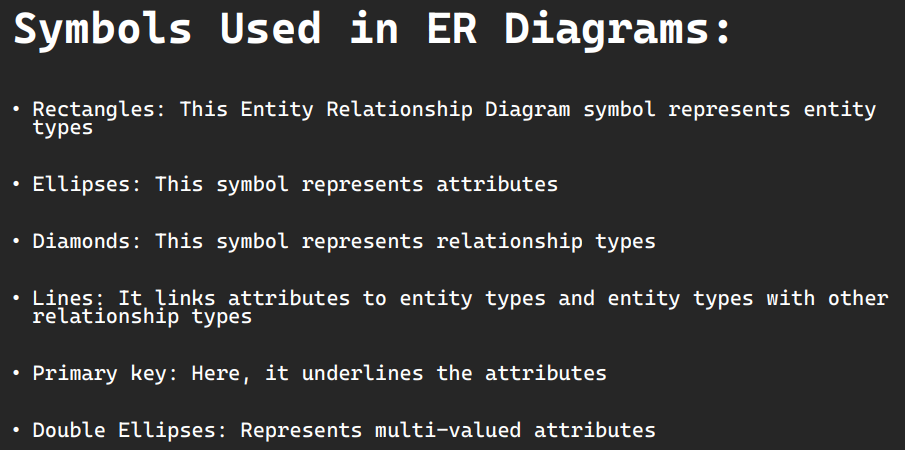 Symbols Used in ER Diagrams:
• Rectangles: This Entity Relationship Diagram symbol represents entity
types
• Ellipses: This symbol represents attributes
• Diamonds: This symbol represents relationship types
• Lines: It links attributes to entity types and entity types with other
relationship types
• Primary key: Here, it underlines the attributes
• Double Ellipses: Represents multi-valued attributes